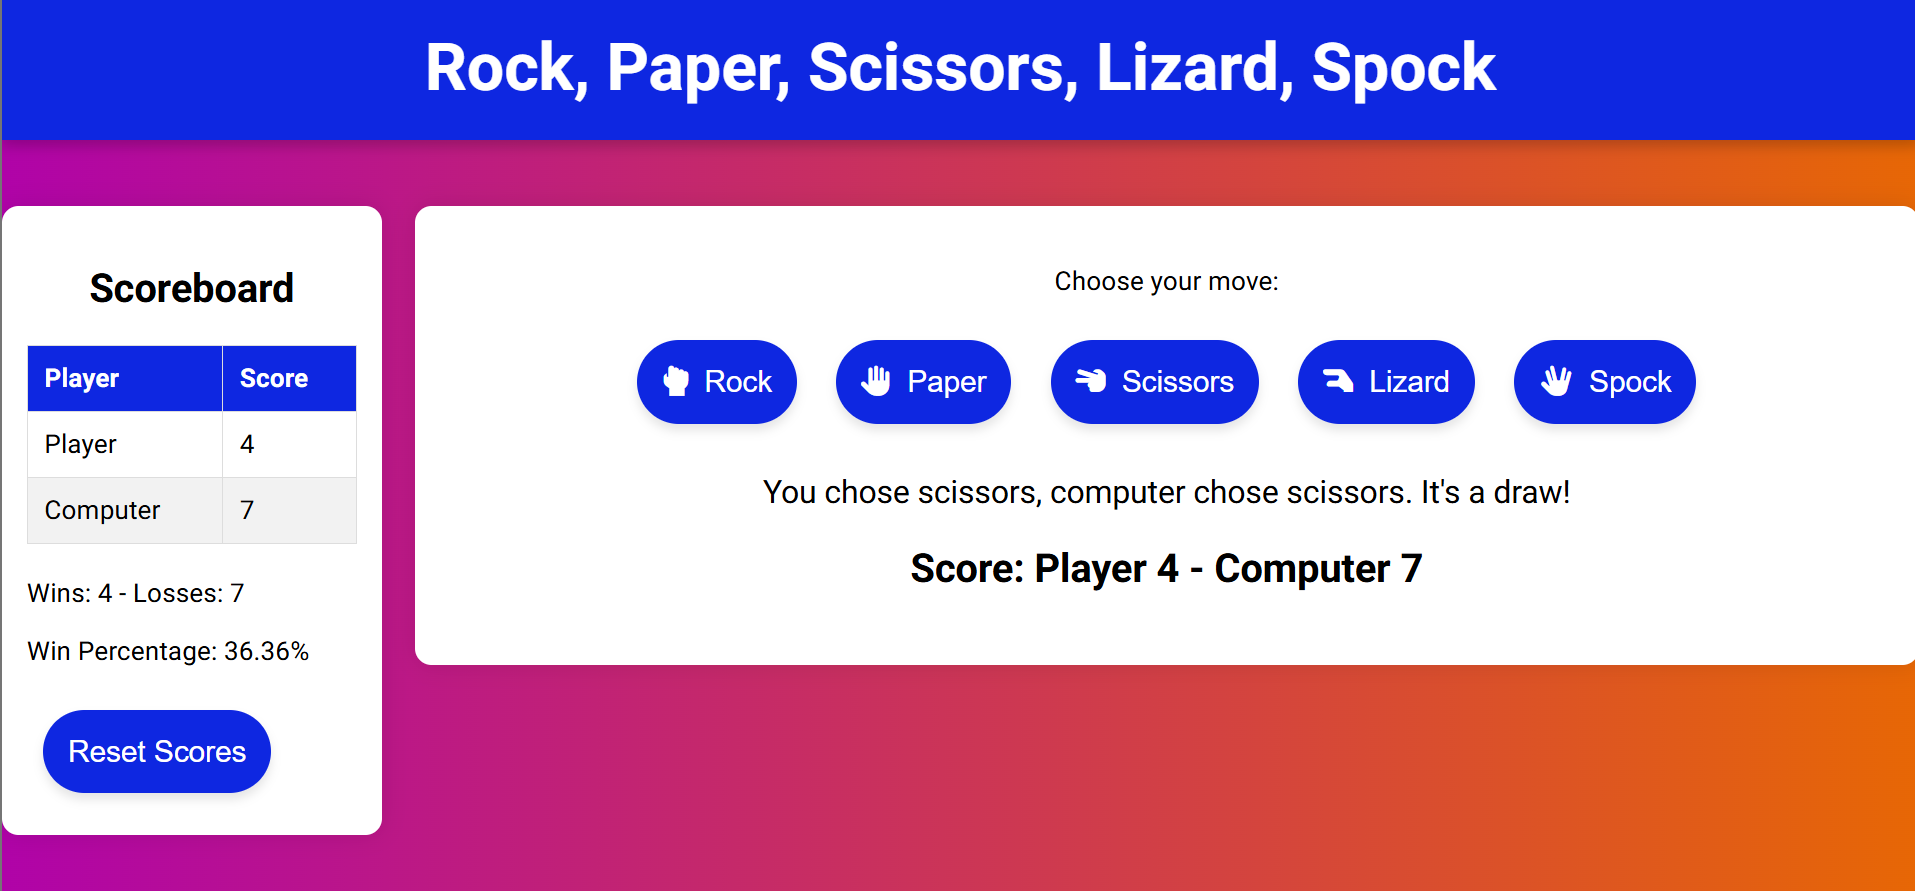 Rock, Paper, Scissors, Lizard, Spock
Scoreboard
Player Score
Player 4
Computer 7
Wins: 4 - Losses: 7
Win Percentage: 36.36%
Reset Scores
Choose your move:
Rock Paper Scissors Lizard Spock
You chose scissors, computer chose scissors. It's a draw!
Score: Player 4 - Computer 7